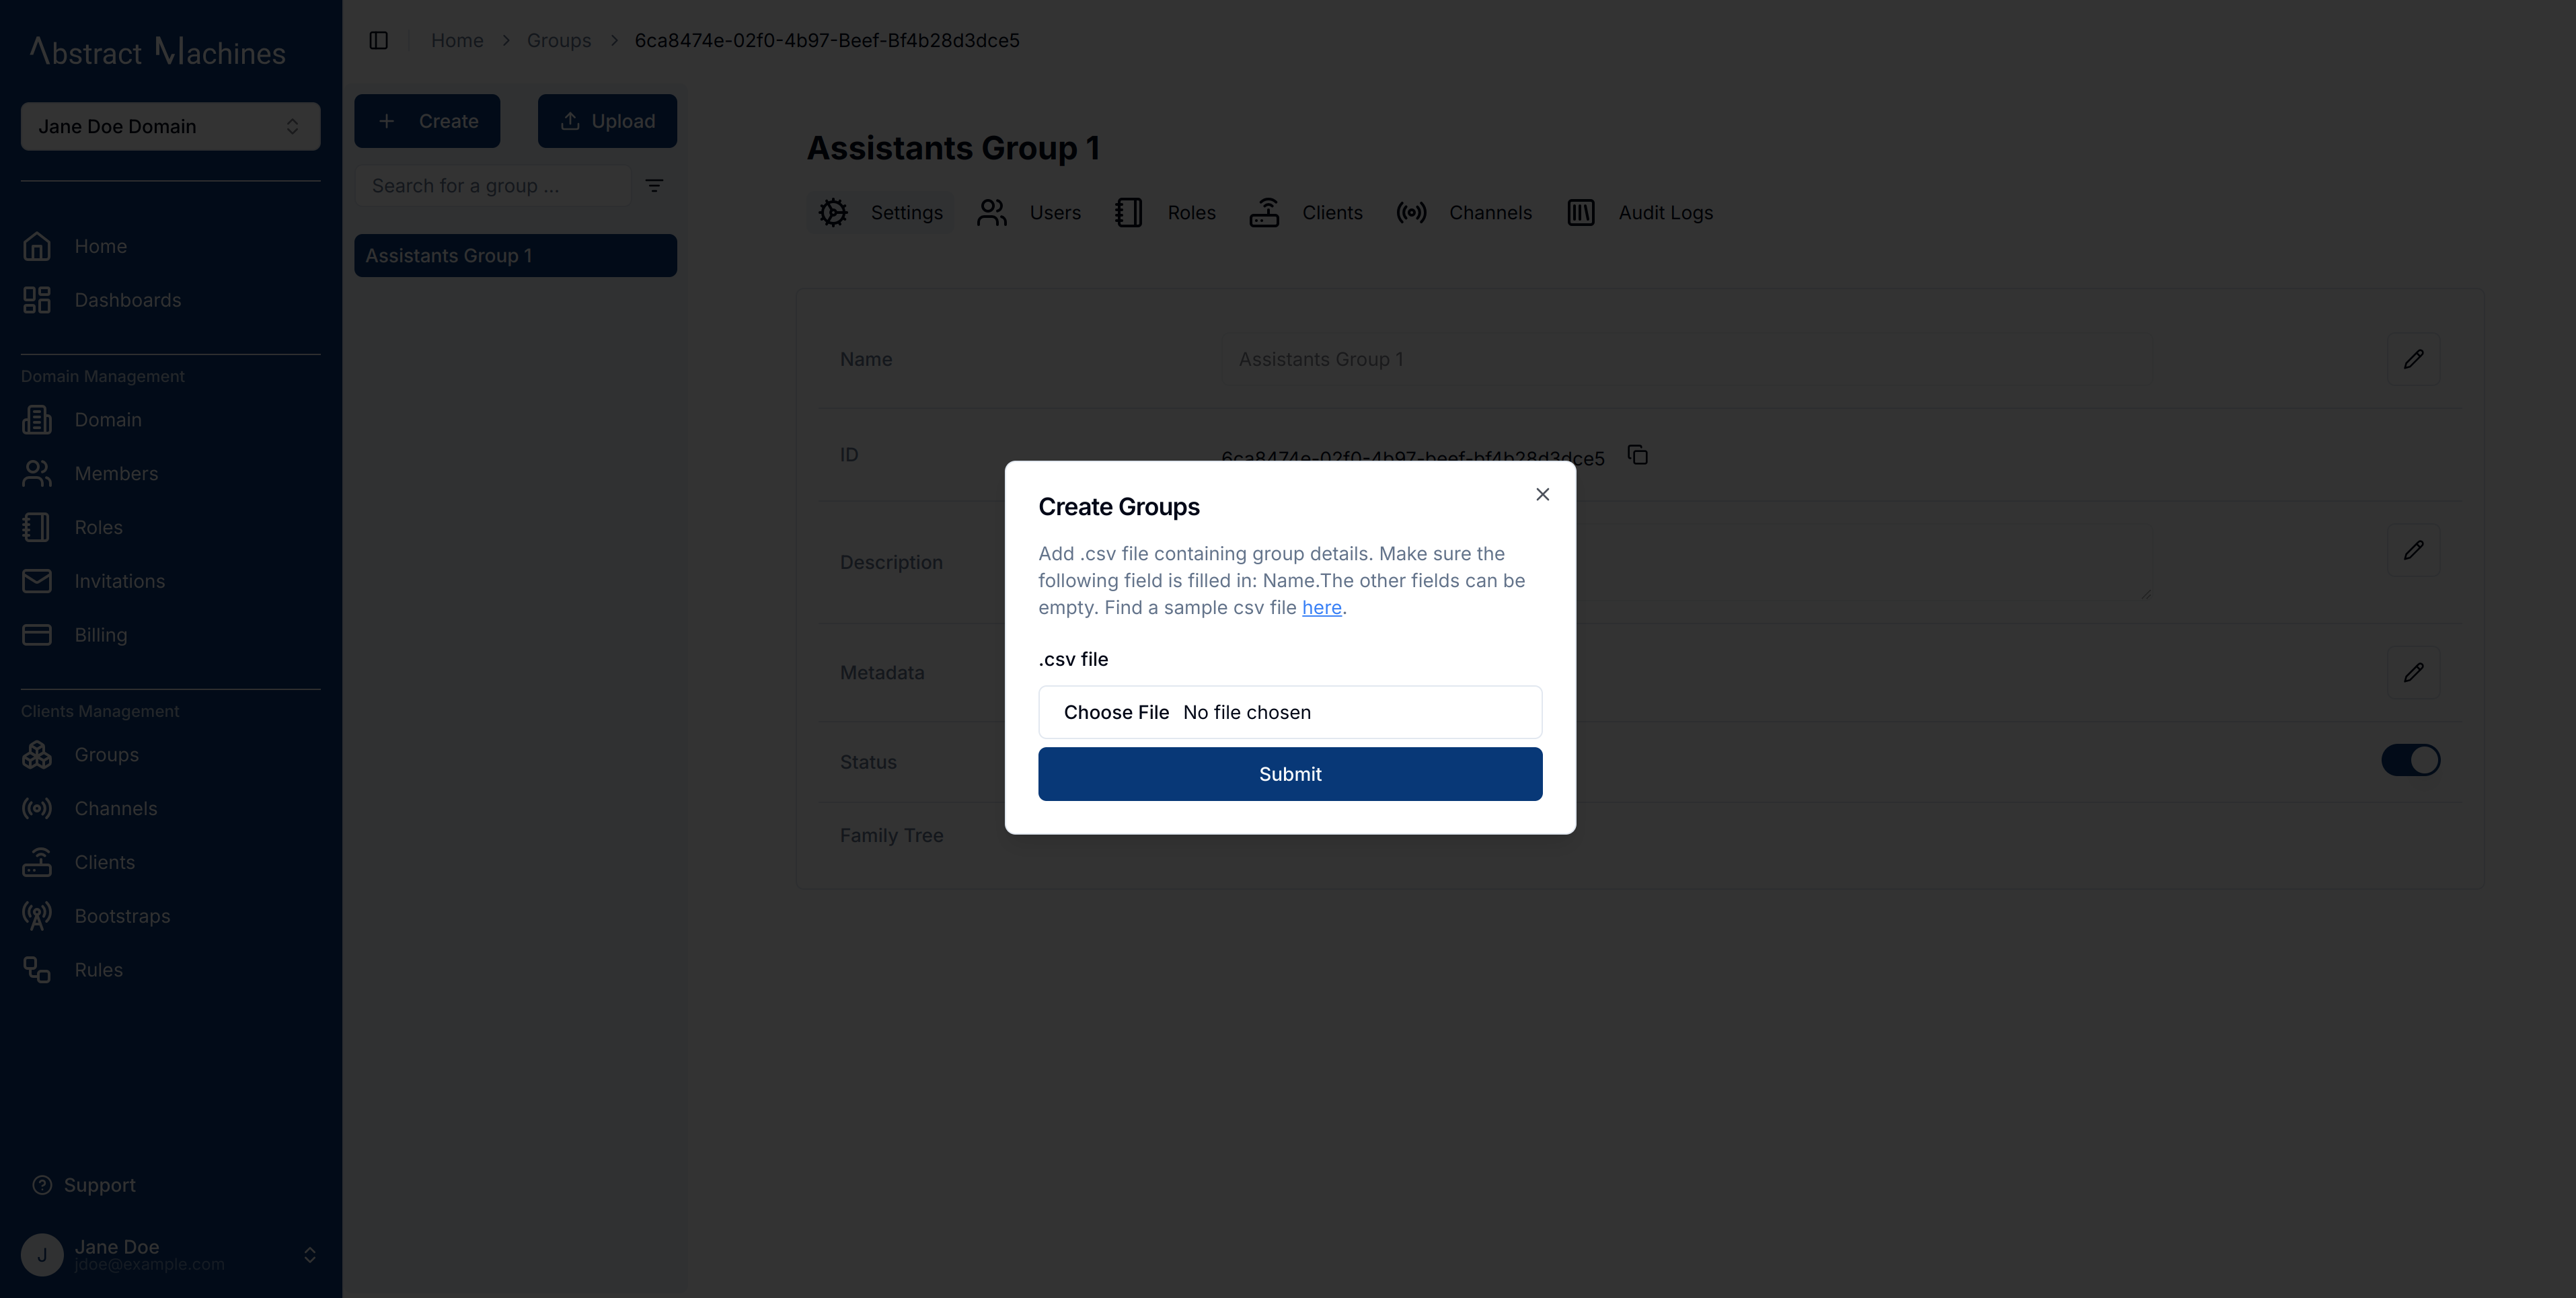 Abstract Machines
Jane Doe Domain
Home
Dashboards
Domain Management
Domain
Members
Roles
Invitations
Billing
Clients Management
Groups
Channels
Clients
Bootstraps
Rules
Support
J
Jane Doe
jdoe@example.com
Home > Groups > 6ca8474e-02f0-4b97-Beef-Bf4b28d3dce5
Create
Upload
Search for a group ...
Assistants Group 1
Assistants Group 1
Settings Users Roles Clients Channels Audit Logs
Name Assistants Group 1
ID 6ca8474e-02f0-4b97-beef-bf4b28d3dce5
Description
Metadata
Status
Family Tree
Create Groups
Add .csv file containing group details. Make sure the
following field is filled in: Name.The other fields can be
empty. Find a sample csv file here.
.csv file
Choose File No file chosen
Submit